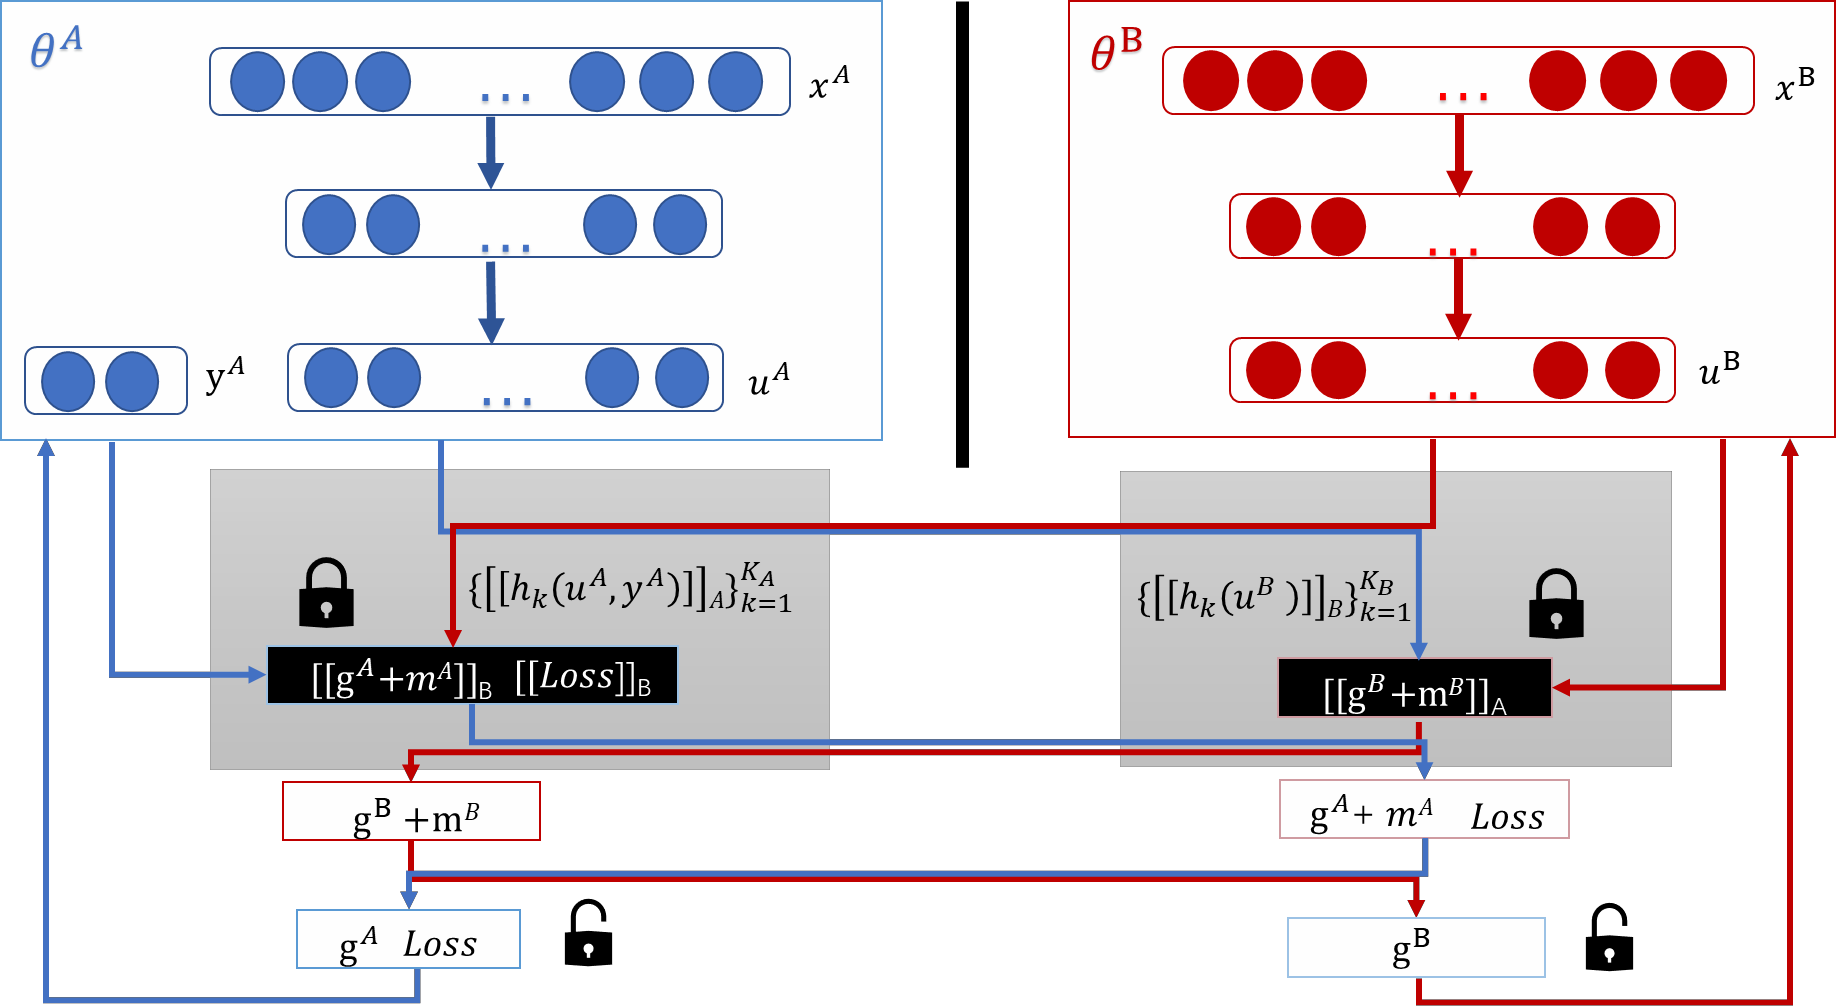 θ^A
x^A
…
…
y^A
u^A
…
θ^B
x^B
…
…
u^B
…
{[[h_k(u^A, y^A)]]_A}_{k=1}^{K_A}
[[g^A+m^A]]_B [[Loss]]_B
{[[h_k(u^B )]]_B}_{k=1}^{K_B}
[[g^B+m^B]]_A
g^B +m^B
g^A+ m^A Loss
g^A Loss
g^B